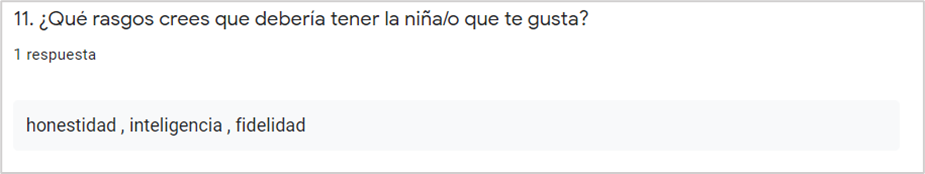 11. ¿Qué rasgos crees que debería tener la niña/o que te gusta?
1 respuesta
honestidad , inteligencia , fidelidad